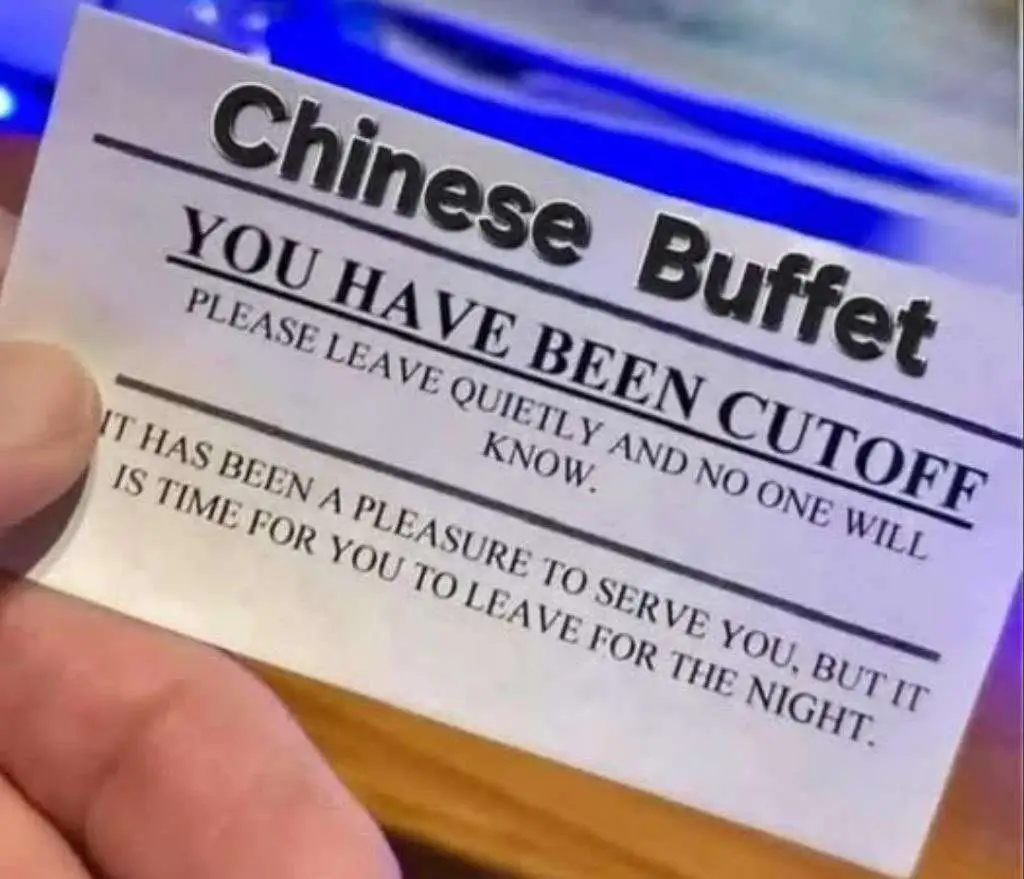 Chinese Buffet
YOU HAVE BEEN CUTOFF
PLEASE LEAVE QUIETLY AND NO ONE WILL
KNOW.
IT HAS BEEN A PLEASURE TO SERVE YOU, BUT IT
IS TIME FOR YOU TO LEAVE FOR THE NIGHT.